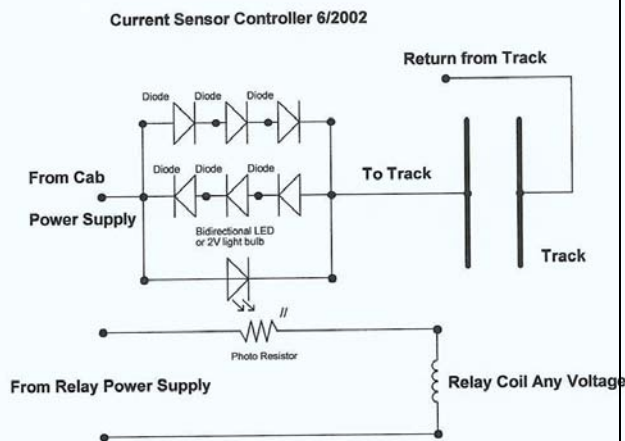 Current Sensor Controller 6/2002
Return from Track
Diode Diode Diode
From Cab
Power Supply
Diode Diode Diode
To Track
Bidirectional LED
or 2V light bulb
Track
//
Photo Resistor
From Relay Power Supply
Relay Coil Any Voltage